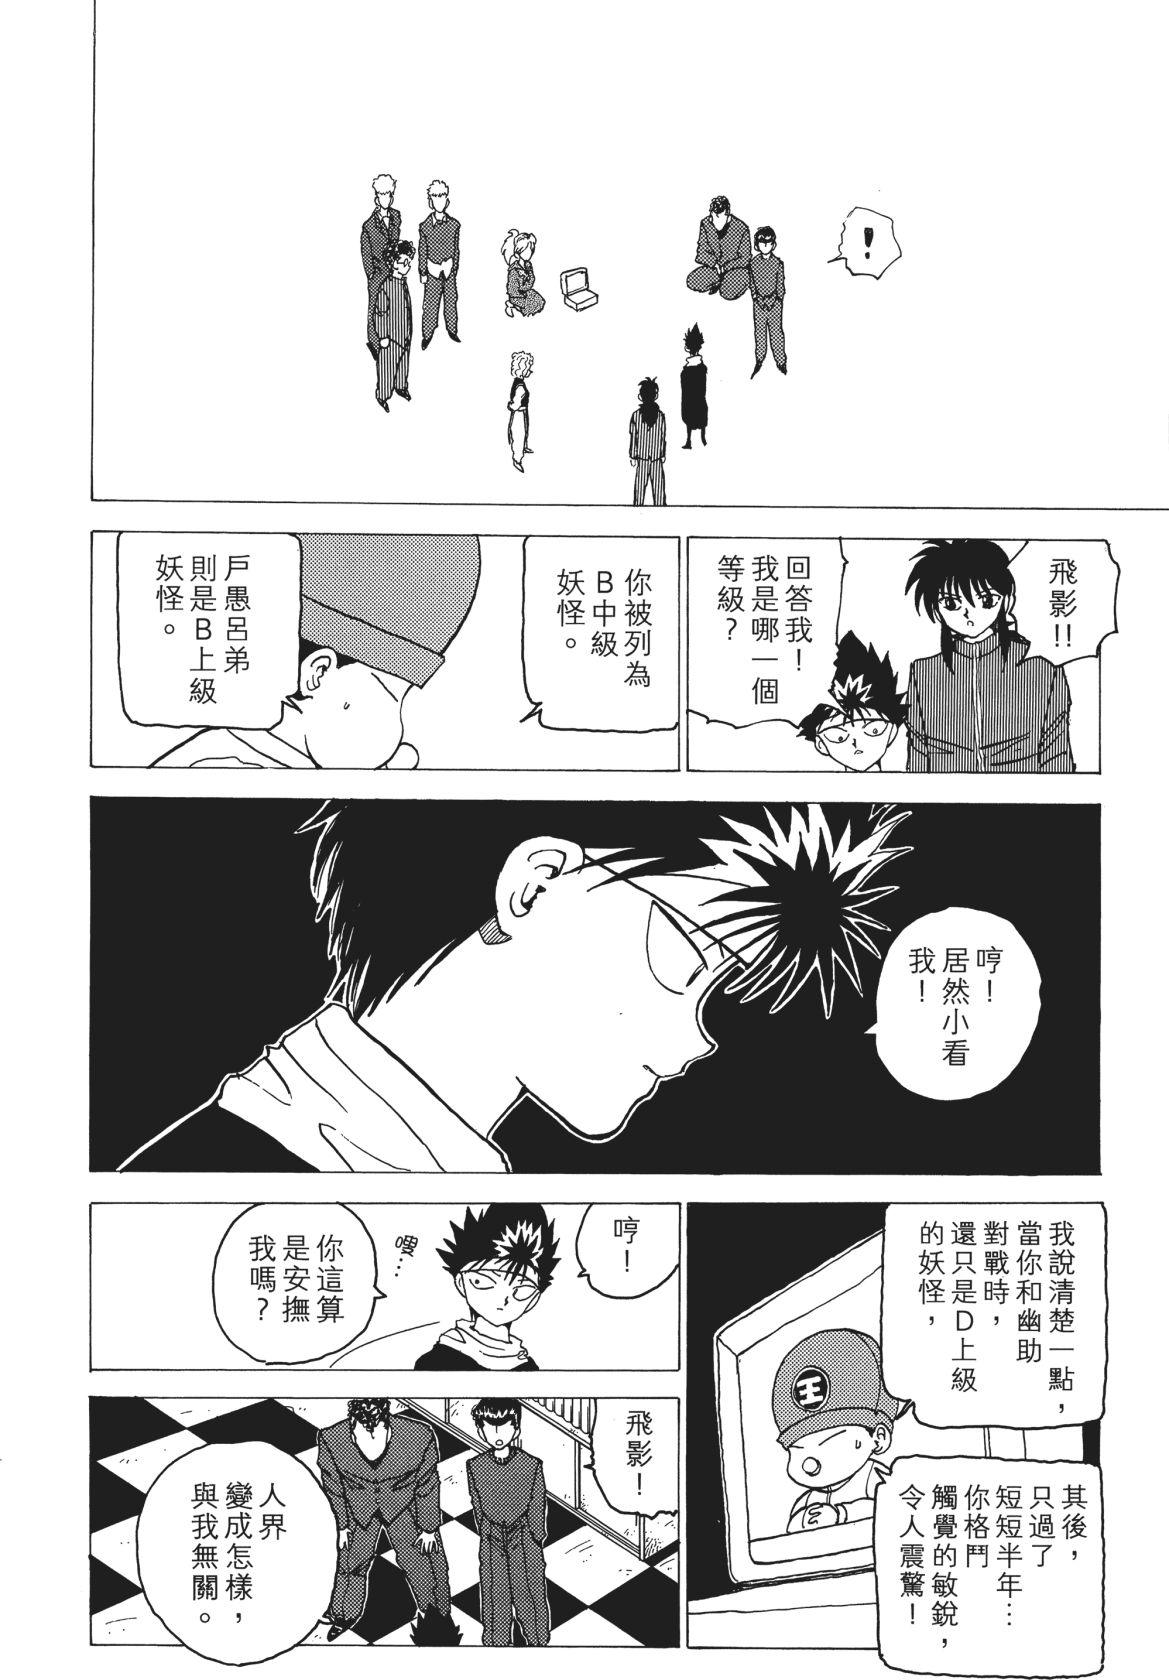 ！
飛影!!
回答我！
我是哪一個
等級？
你被列為
B中級
妖怪。
戶愚呂弟
則是B上級
妖怪。
哼！
居然小看
我！
我說清楚一點，
當你和幽助
對戰時，
還只是D上級
的妖怪，
王
其後，
只過了
短短半年…
你格鬥
觸覺的敏銳，
令人震驚！
哼！
嗖…
你這算
是安撫
我嗎？
飛影！
人界
變成怎樣，
與我無關。